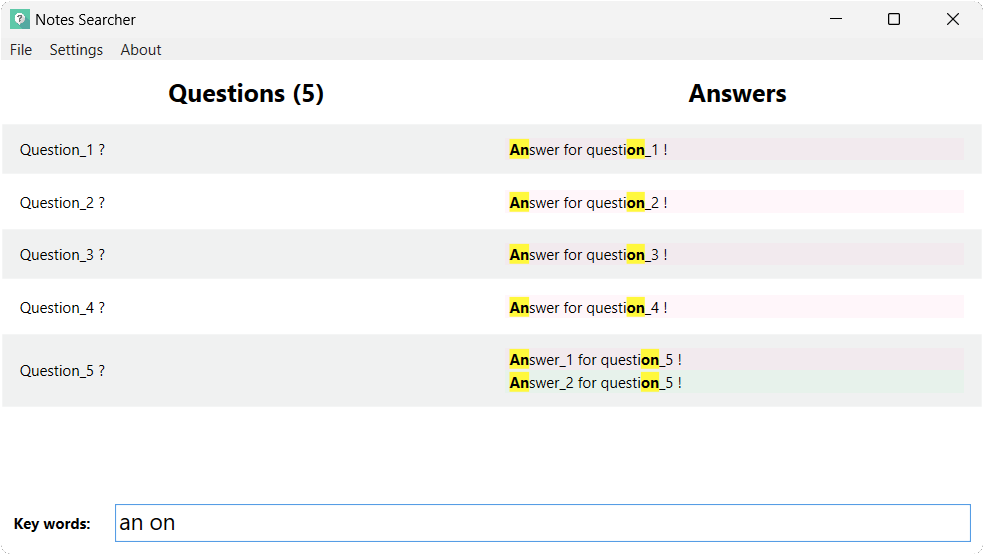 Notes Searcher
File Settings About
Questions (5) Answers
Question_1 ? Answer for question_1 !
Question_2 ? Answer for question_2 !
Question_3 ? Answer for question_3 !
Question_4 ? Answer for question_4 !
Question_5 ? Answer_1 for question_5 !
Answer_2 for question_5 !
Key words: an on